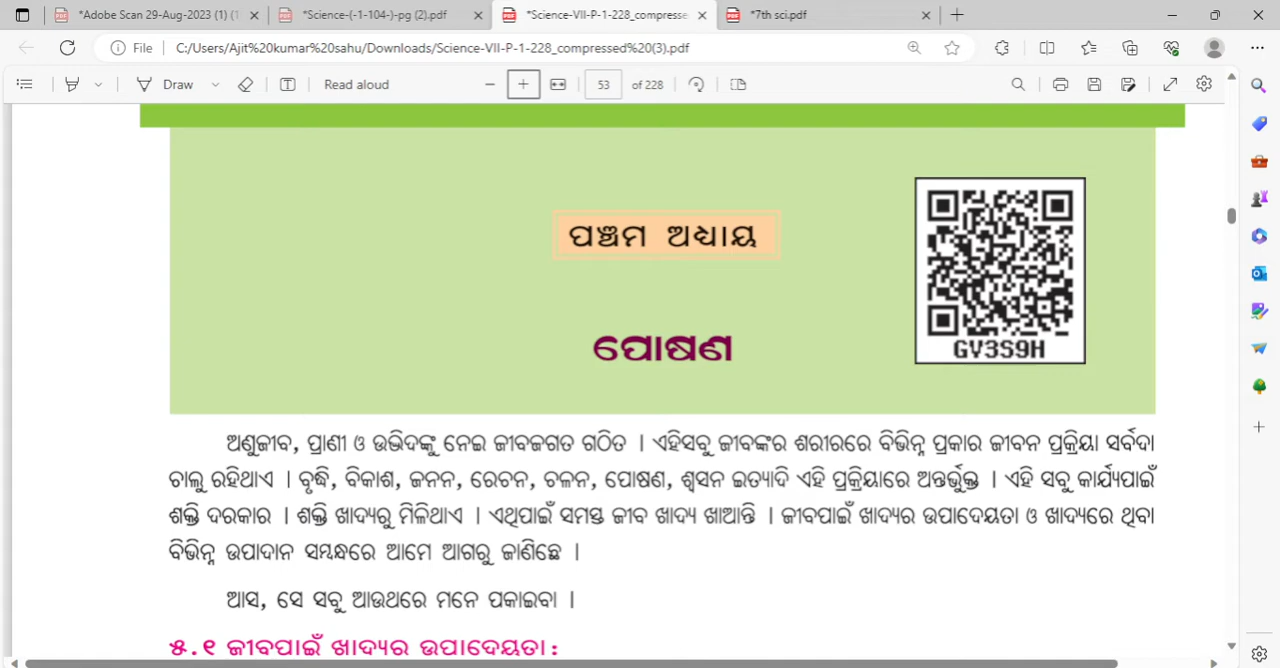 *Adobe Scan 29-Aug-2023 (1) (1
*Science-(-1-104-)-pg (2).pdf
*Science-VII-P-1-228_compresse
*7th sci.pdf
File
C:/Users/Ajit%20kumar%20sahu/Downloads/Science-VII-P-1-228_compressed%20(3).pdf
Draw
Read aloud
53
of 228
ପଞ୍ଚମ ଅଧ୍ୟାୟ
ପୋଷଣ
GV3S9H
ଅଣୁଜୀବ, ପ୍ରାଣୀ ଓ ଉଦ୍ଭିଦଙ୍କୁ ନେଇ ଜୀବଜଗତ ଗଠିତ । ଏହିସବୁ ଜୀବଙ୍କର ଶରୀରରେ ବିଭିନ୍ନ ପ୍ରକାର ଜୀବନ ପ୍ରକ୍ରିୟା ସର୍ବଦା
ଚାଲୁ ରହିଥାଏ । ବୃଦ୍ଧି, ବିକାଶ, ଜନନ, ରେଚନ, ଚଳନ, ପୋଷଣ, ଶ୍ୱସନ ଇତ୍ୟାଦି ଏହି ପ୍ରକ୍ରିୟାରେ ଅନ୍ତର୍ଭୁକ୍ତ । ଏହି ସବୁ କାର୍ଯ୍ୟପାଇଁ
ଶକ୍ତି ଦରକାର । ଶକ୍ତି ଖାଦ୍ୟରୁ ମିଳିଥାଏ । ଏଥିପାଇଁ ସମସ୍ତ ଜୀବ ଖାଦ୍ୟ ଖାଆନ୍ତି । ଜୀବପାଇଁ ଖାଦ୍ୟର ଉପାଦେୟତା ଓ ଖାଦ୍ୟରେ ଥିବା
ବିଭିନ୍ନ ଉପାଦାନ ସମ୍ବନ୍ଧରେ ଆମେ ଆଗରୁ ଜାଣିଛେ ।
ଆସ, ସେ ସବୁ ଆଉଥରେ ମନେ ପକାଇବା ।
୫.୧ ଜୀବପାଇଁ ଖାଦ୍ୟର ଉପାଦେୟତା: